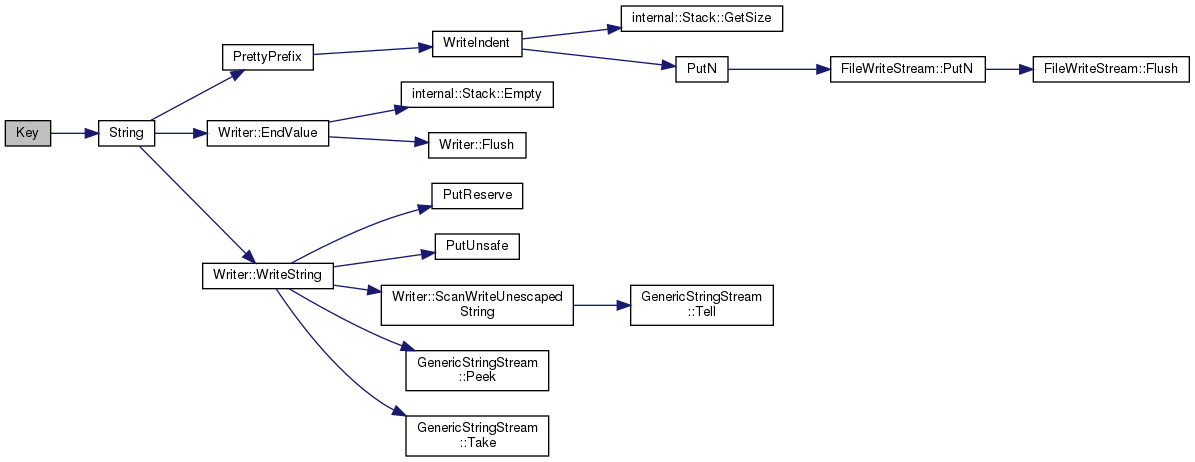 Key
String
PrettyPrefix
WriteIndent
internal::Stack::GetSize
PutN
FileWriteStream::PutN
FileWriteStream::Flush
Writer::EndValue
internal::Stack::Empty
Writer::Flush
Writer::WriteString
PutReserve
PutUnsafe
Writer::ScanWriteUnescaped
String
GenericStringStream
::Tell
GenericStringStream
::Peek
GenericStringStream
::Take